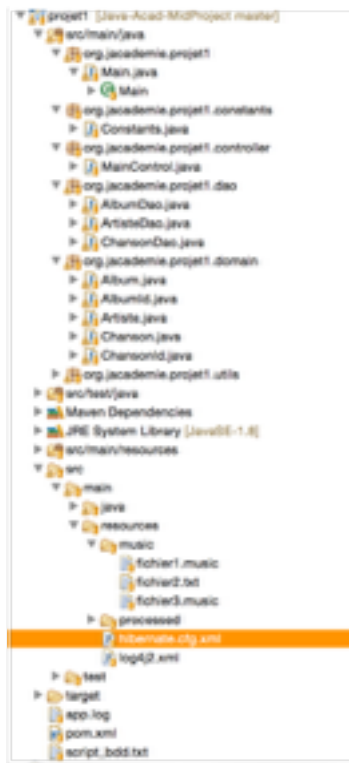 projet1 [Java-Acad-MidProject master]
src/main/java
org.jacademie.projet1
Main.java
Main
org.jacademie.projet1.constants
Constants.java
org.jacademie.projet1.controller
MainControl.java
org.jacademie.projet1.dao
AlbumDao.java
ArtisteDao.java
ChansonDao.java
org.jacademie.projet1.domain
Album.java
AlbumId.java
Artiste.java
Chanson.java
ChansonId.java
org.jacademie.projet1.utils
src/test/java
Maven Dependencies
JRE System Library [JavaSE-1.8]
src/main/resources
src
main
java
resources
music
fichier1.music
fichier2.txt
fichier3.music
processed
hibernate.cfg.xml
log4j2.xml
test
target
app.log
pom.xml
script_bdd.txt